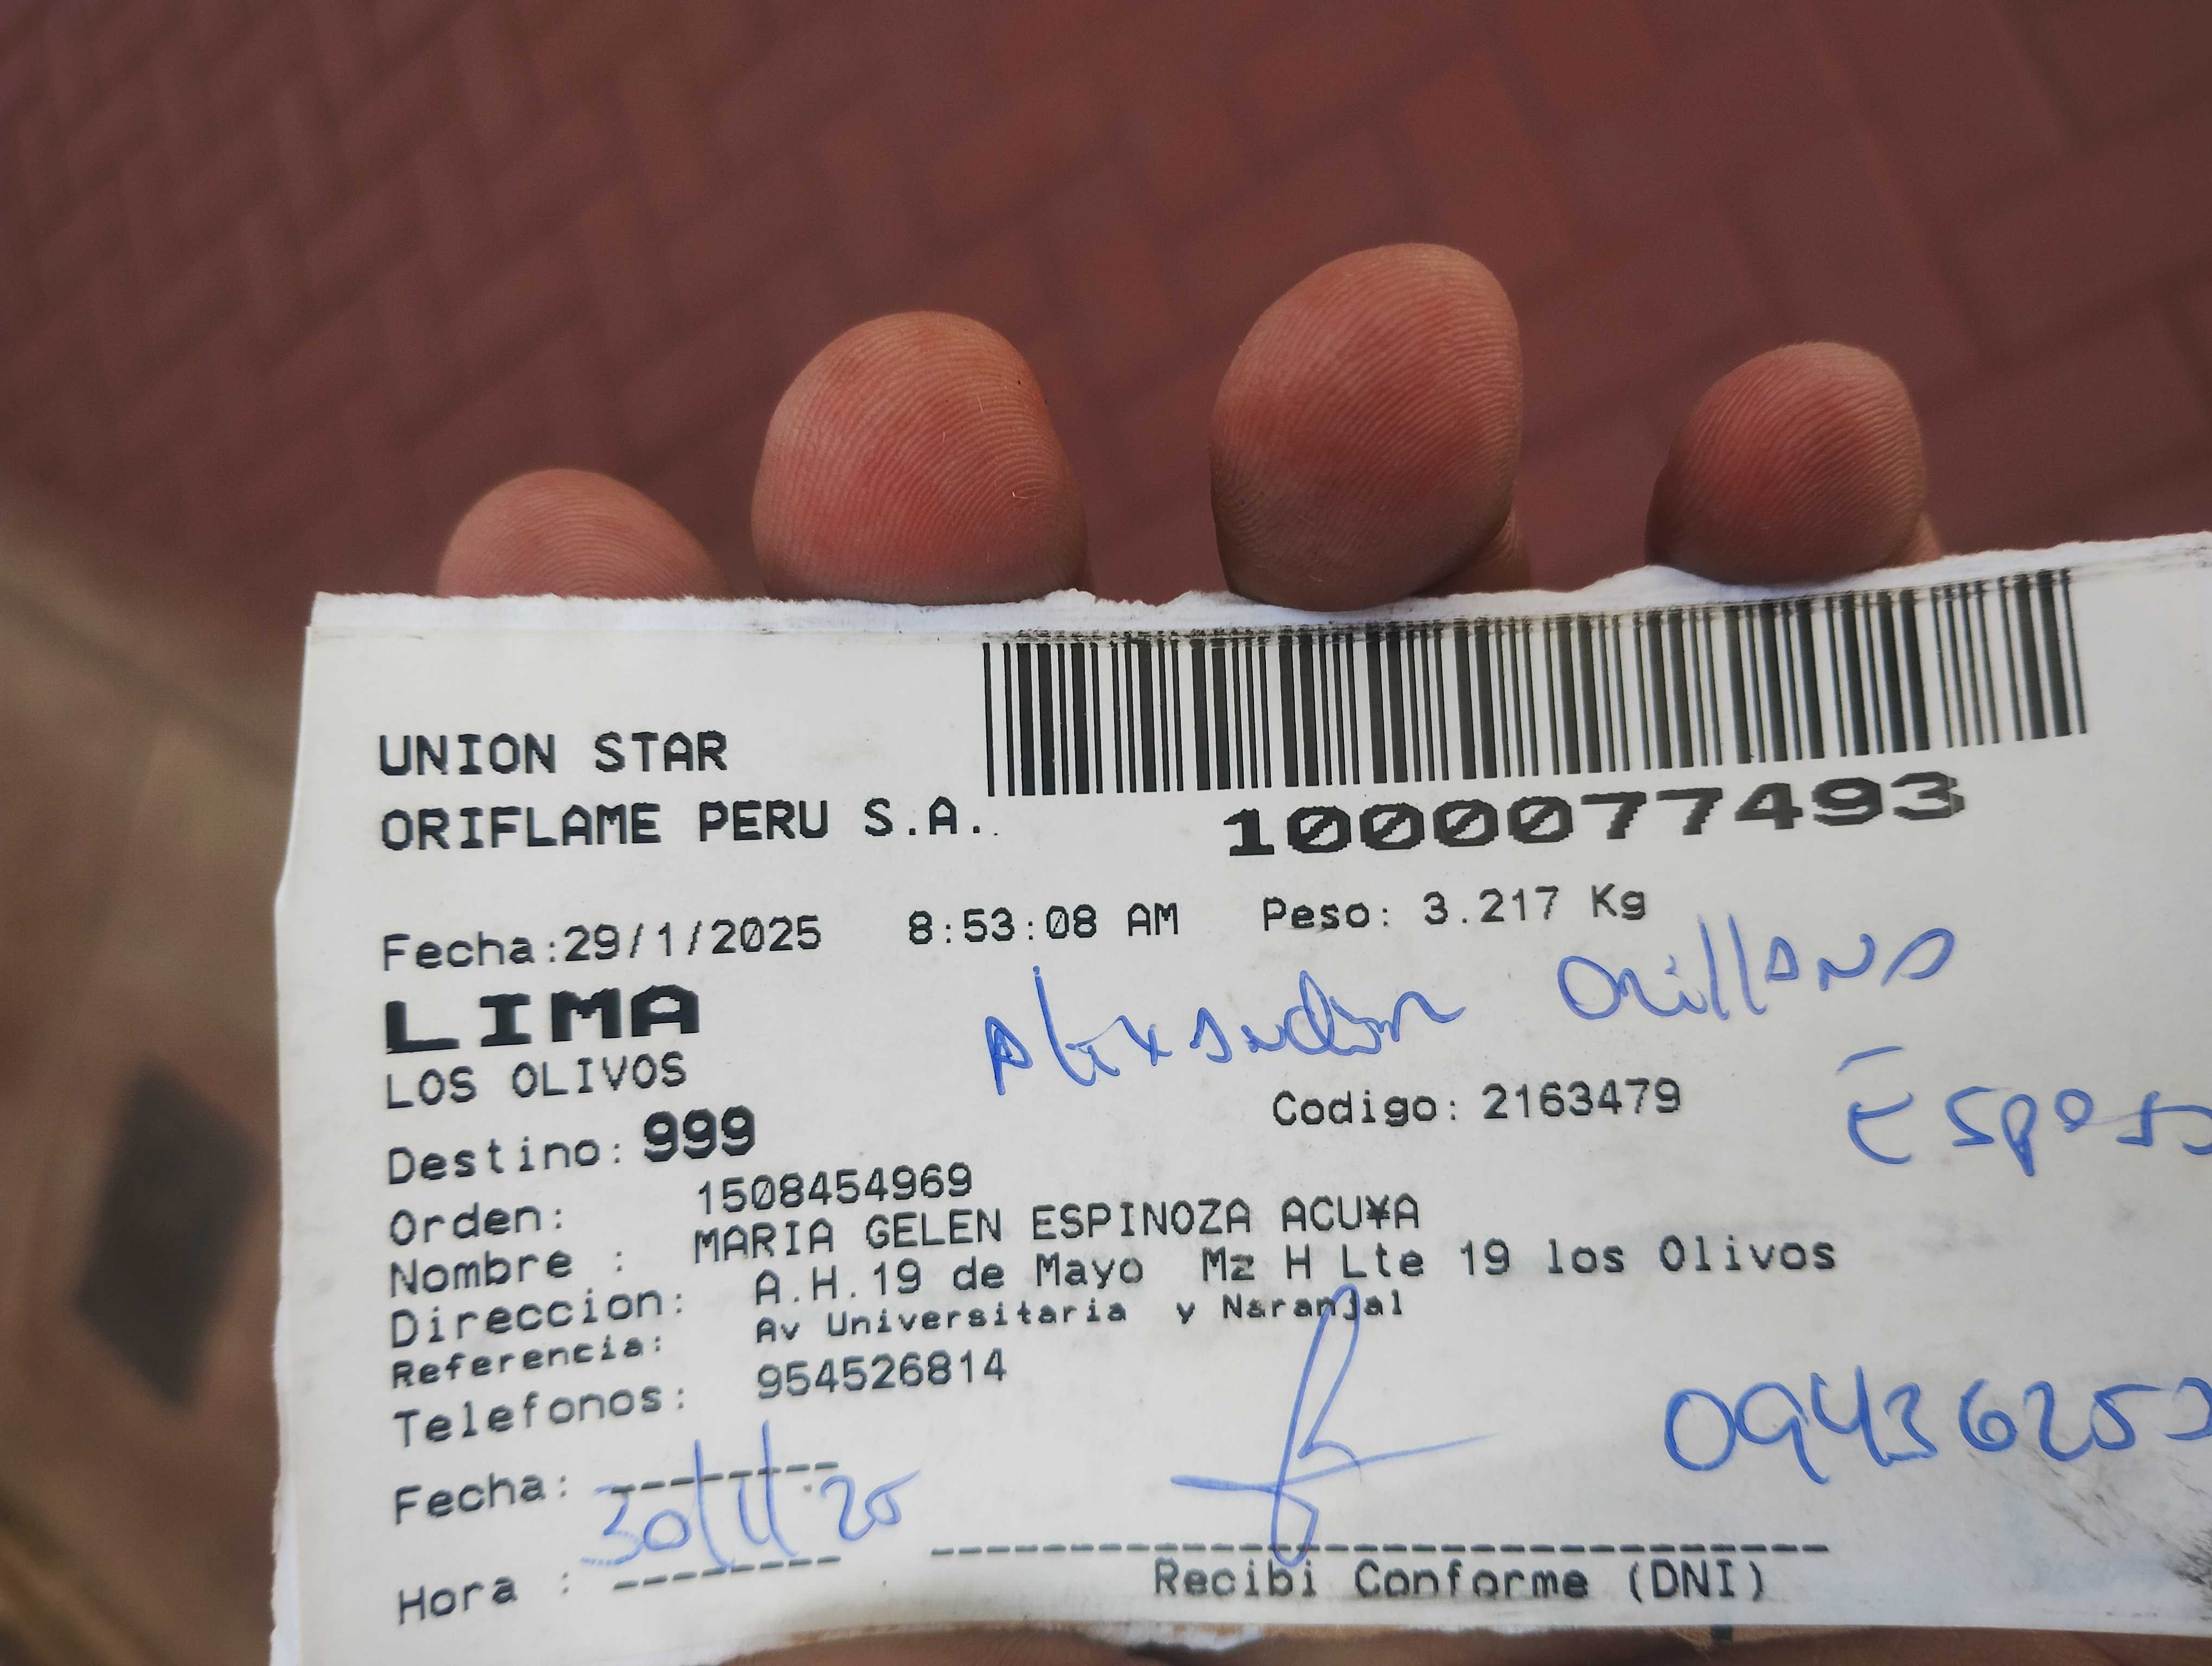 UNION STAR
ORIFLAME PERU S.A.
1000077493
Fecha:29/1/2025 8:53:08 AM Peso: 3.217 Kg
LIMA
Orillana
LOS OLIVOS
Codigo: 2163479
Esposo
Destino: 999
Orden: 1508454969
Nombre : MARIA GELEN ESPINOZA ACU¥A
Direccion: A.H.19 de Mayo Mz H Lte 19 los Olivos
Referencia: Av Universitaria y Naranjal
Telefonos: 954526814
Fecha: 30/1/25
Hora :
Recibi Conforme (DNI)